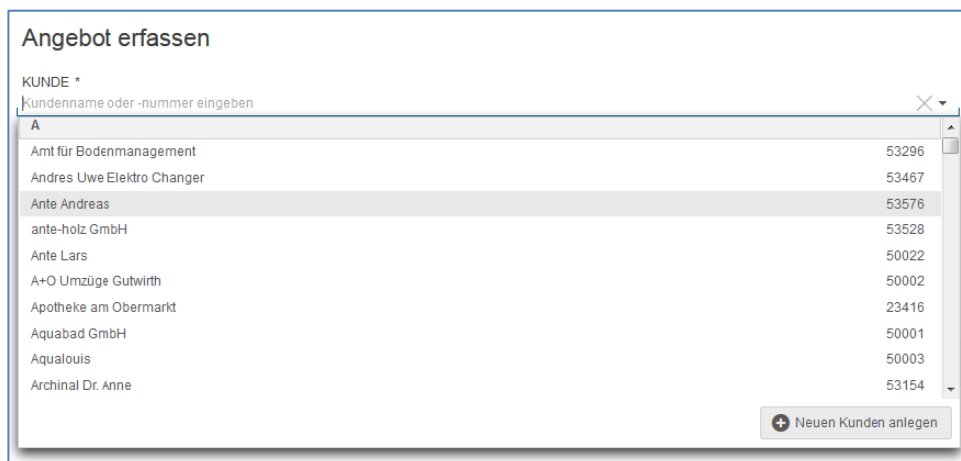 Angebot erfassen
KUNDE *
Kundenname oder -nummer eingeben
A
Amt für Bodenmanagement 53296
Andres Uwe Elektro Changer 53467
Ante Andreas 53576
ante-holz GmbH 53528
Ante Lars 50022
A+O Umzüge Gutwirth 50002
Apotheke am Obermarkt 23416
Aquabad GmbH 50001
Aqualouis 50003
Archinal Dr. Anne 53154
Neuen Kunden anlegen